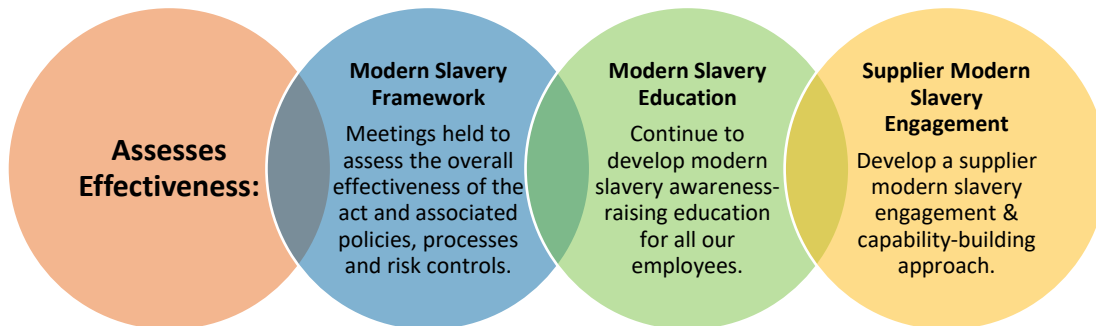 Assesses
Effectiveness:
Modern Slavery
Framework
Meetings held to
assess the overall
effectiveness of the
act and associated
policies, processes
and risk controls.
Modern Slavery
Education
Continue to
develop modern
slavery awareness-
raising education
for all our
employees.
Supplier Modern
Slavery
Engagement
Develop a supplier
modern slavery
engagement &
capability-building
approach.